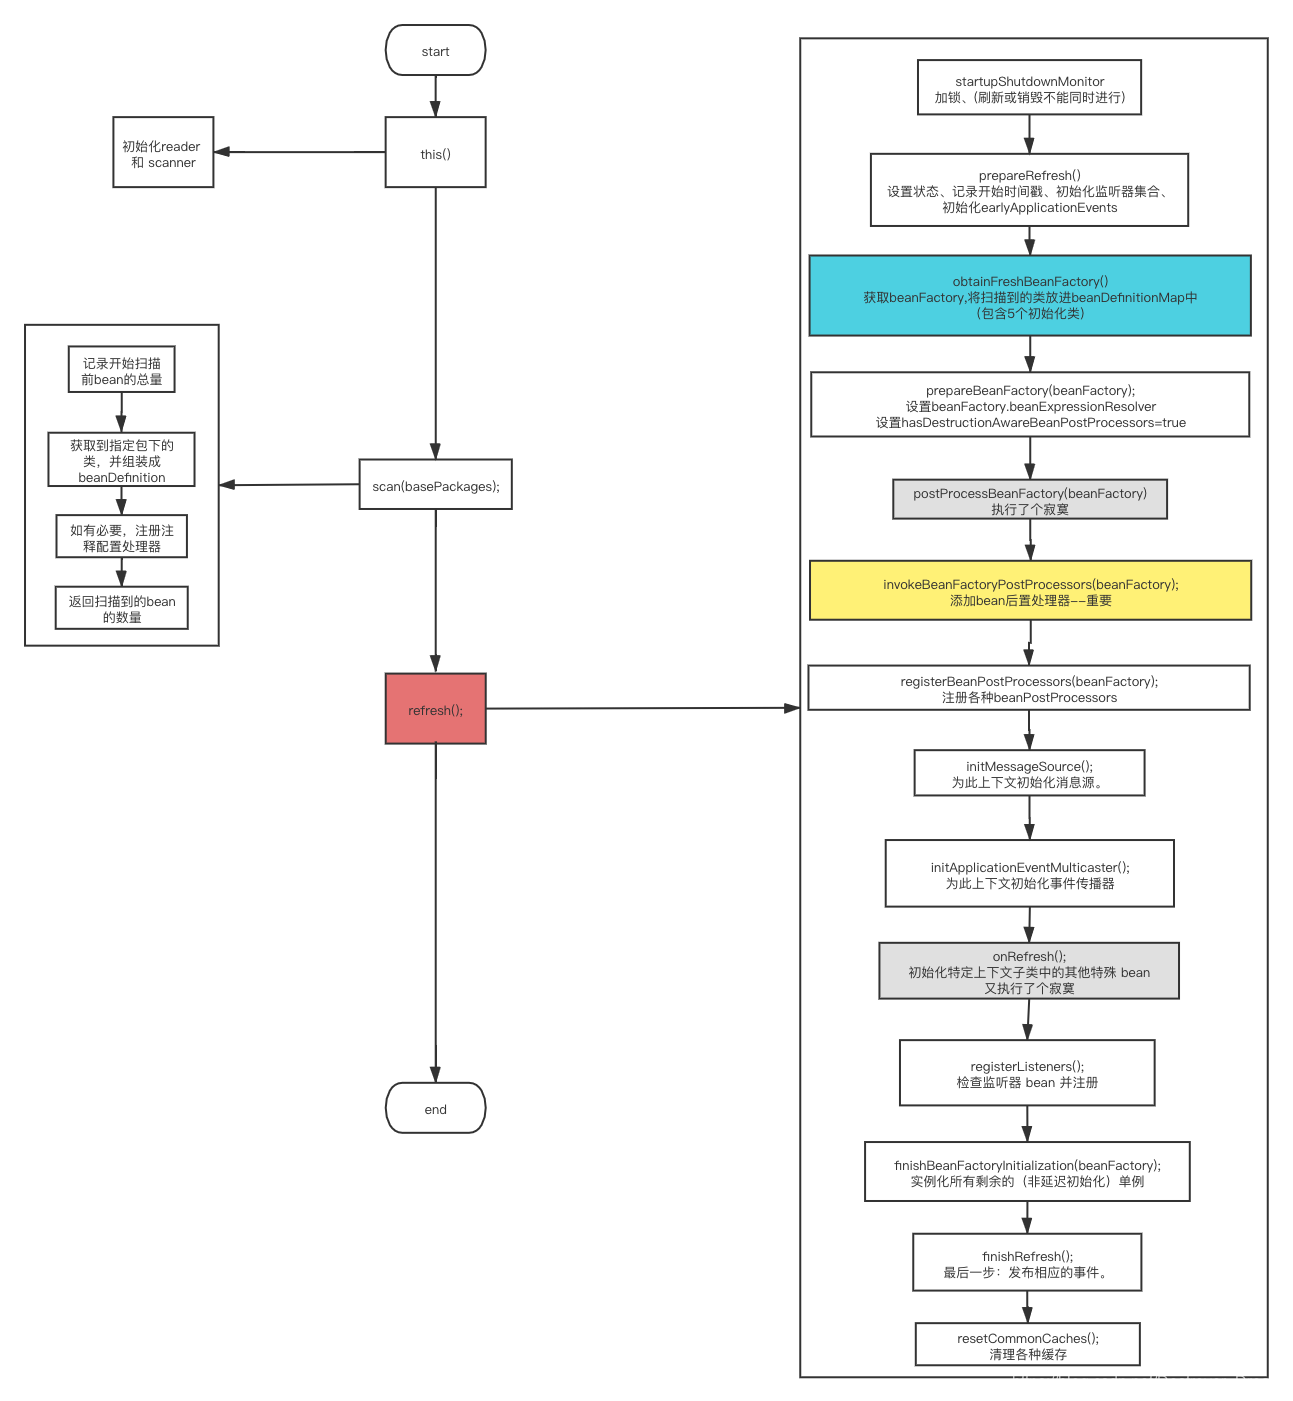 start
this()
初始化reader
和 scanner
scan(basePackages);
记录开始扫描
前bean的总量
获取到指定包下的
类，并组装成
beanDefinition
如有必要，注册注
释配置处理器
返回扫描到的bean
的数量
refresh();
end
startupShutdownMonitor
加锁、(刷新或销毁不能同时进行)
prepareRefresh()
设置状态、记录开始时间戳、初始化监听器集合、
初始化earlyApplicationEvents
obtainFreshBeanFactory()
获取beanFactory,将扫描到的类放进beanDefinitionMap中
（包含5个初始化类）
prepareBeanFactory(beanFactory);
设置beanFactory.beanExpressionResolver
设置hasDestructionAwareBeanPostProcessors=true
postProcessBeanFactory(beanFactory)
执行了个寂寞
invokeBeanFactoryPostProcessors(beanFactory);
添加bean后置处理器--重要
registerBeanPostProcessors(beanFactory);
注册各种beanPostProcessors
initMessageSource();
为此上下文初始化消息源。
initApplicationEventMulticaster();
为此上下文初始化事件传播器
onRefresh();
初始化特定上下文子类中的其他特殊 bean
又执行了个寂寞
registerListeners();
检查监听器 bean 并注册
finishBeanFactoryInitialization(beanFactory);
实例化所有剩余的（非延迟初始化）单例
finishRefresh();
最后一步：发布相应的事件。
resetCommonCaches();
清理各种缓存